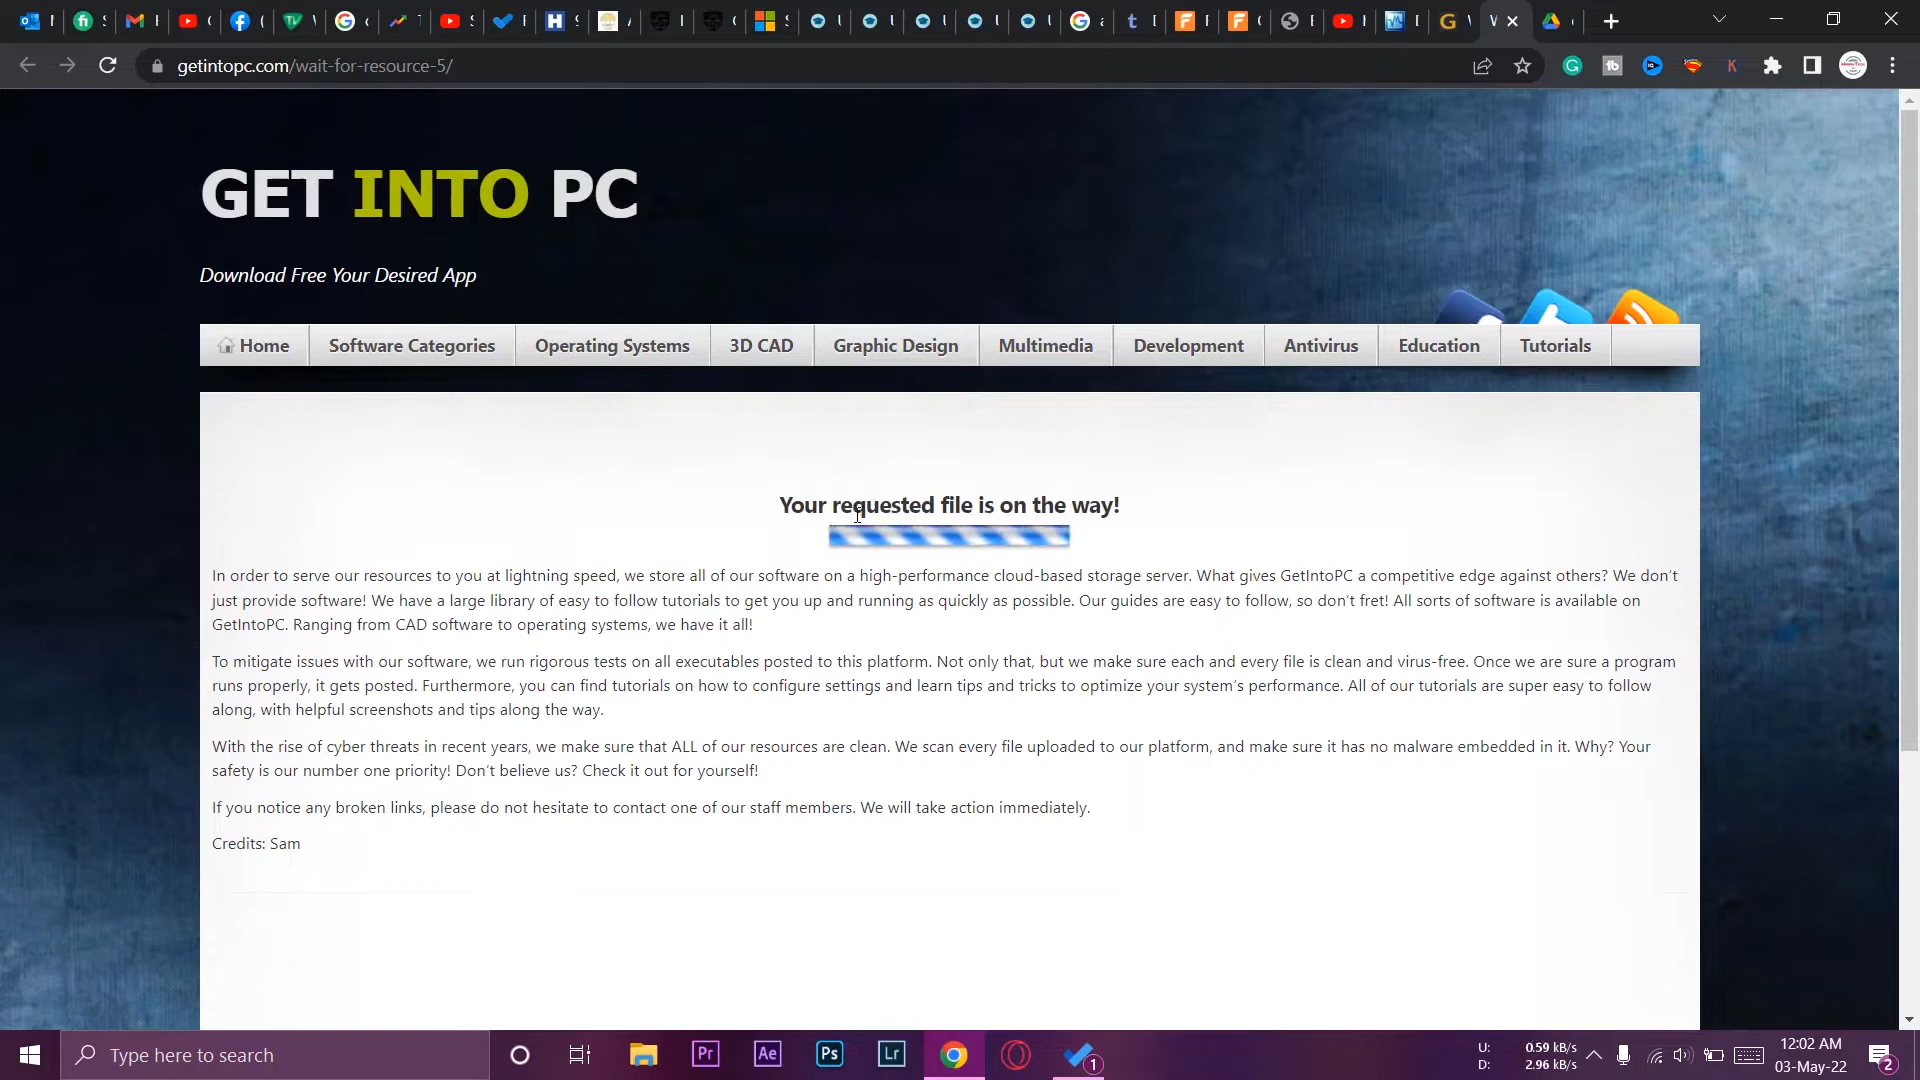 getintopc.com/wait-for-resource-5/
GET INTO PC
Download Free Your Desired App
Home Software Categories Operating Systems 3D CAD Graphic Design Multimedia Development Antivirus Education Tutorials
Your requested file is on the way!
In order to serve our resources to you at lightning speed, we store all of our software on a high-performance cloud-based storage server. What gives GetIntoPC a competitive edge against others? We don't
just provide software! We have a large library of easy to follow tutorials to get you up and running as quickly as possible. Our guides are easy to follow, so don't fret! All sorts of software is available on
GetIntoPC. Ranging from CAD software to operating systems, we have it all!
To mitigate issues with our software, we run rigorous tests on all executables posted to this platform. Not only that, but we make sure each and every file is clean and virus-free. Once we are sure a program
runs properly, it gets posted. Furthermore, you can find tutorials on how to configure settings and learn tips and tricks to optimize your system's performance. All of our tutorials are super easy to follow
along, with helpful screenshots and tips along the way.
With the rise of cyber threats in recent years, we make sure that ALL of our resources are clean. We scan every file uploaded to our platform, and make sure it has no malware embedded in it. Why? Your
safety is our number one priority! Don't believe us? Check it out for yourself!
If you notice any broken links, please do not hesitate to contact one of our staff members. We will take action immediately.
Credits: Sam
Type here to search
Pr Ae Ps Lr
1
U: 0.59 kB/s
D: 2.96 kB/s
12:02 AM
03-May-22
2